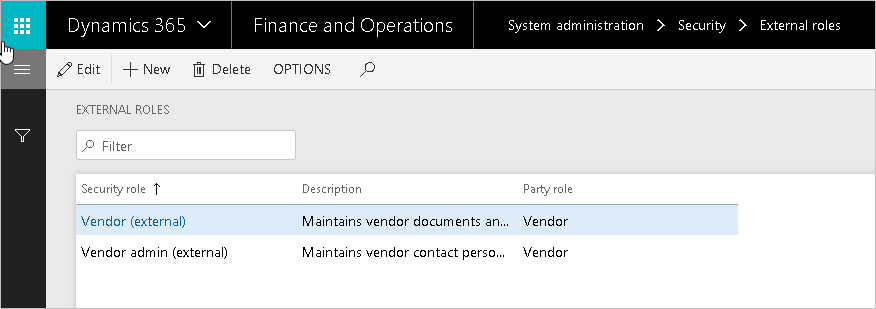 Dynamics 365 Finance and Operations System administration Security External roles
Edit New Delete OPTIONS
EXTERNAL ROLES
Filter
Security role Description Party role
Vendor (external) Maintains vendor documents an... Vendor
Vendor admin (external) Maintains vendor contact perso... Vendor